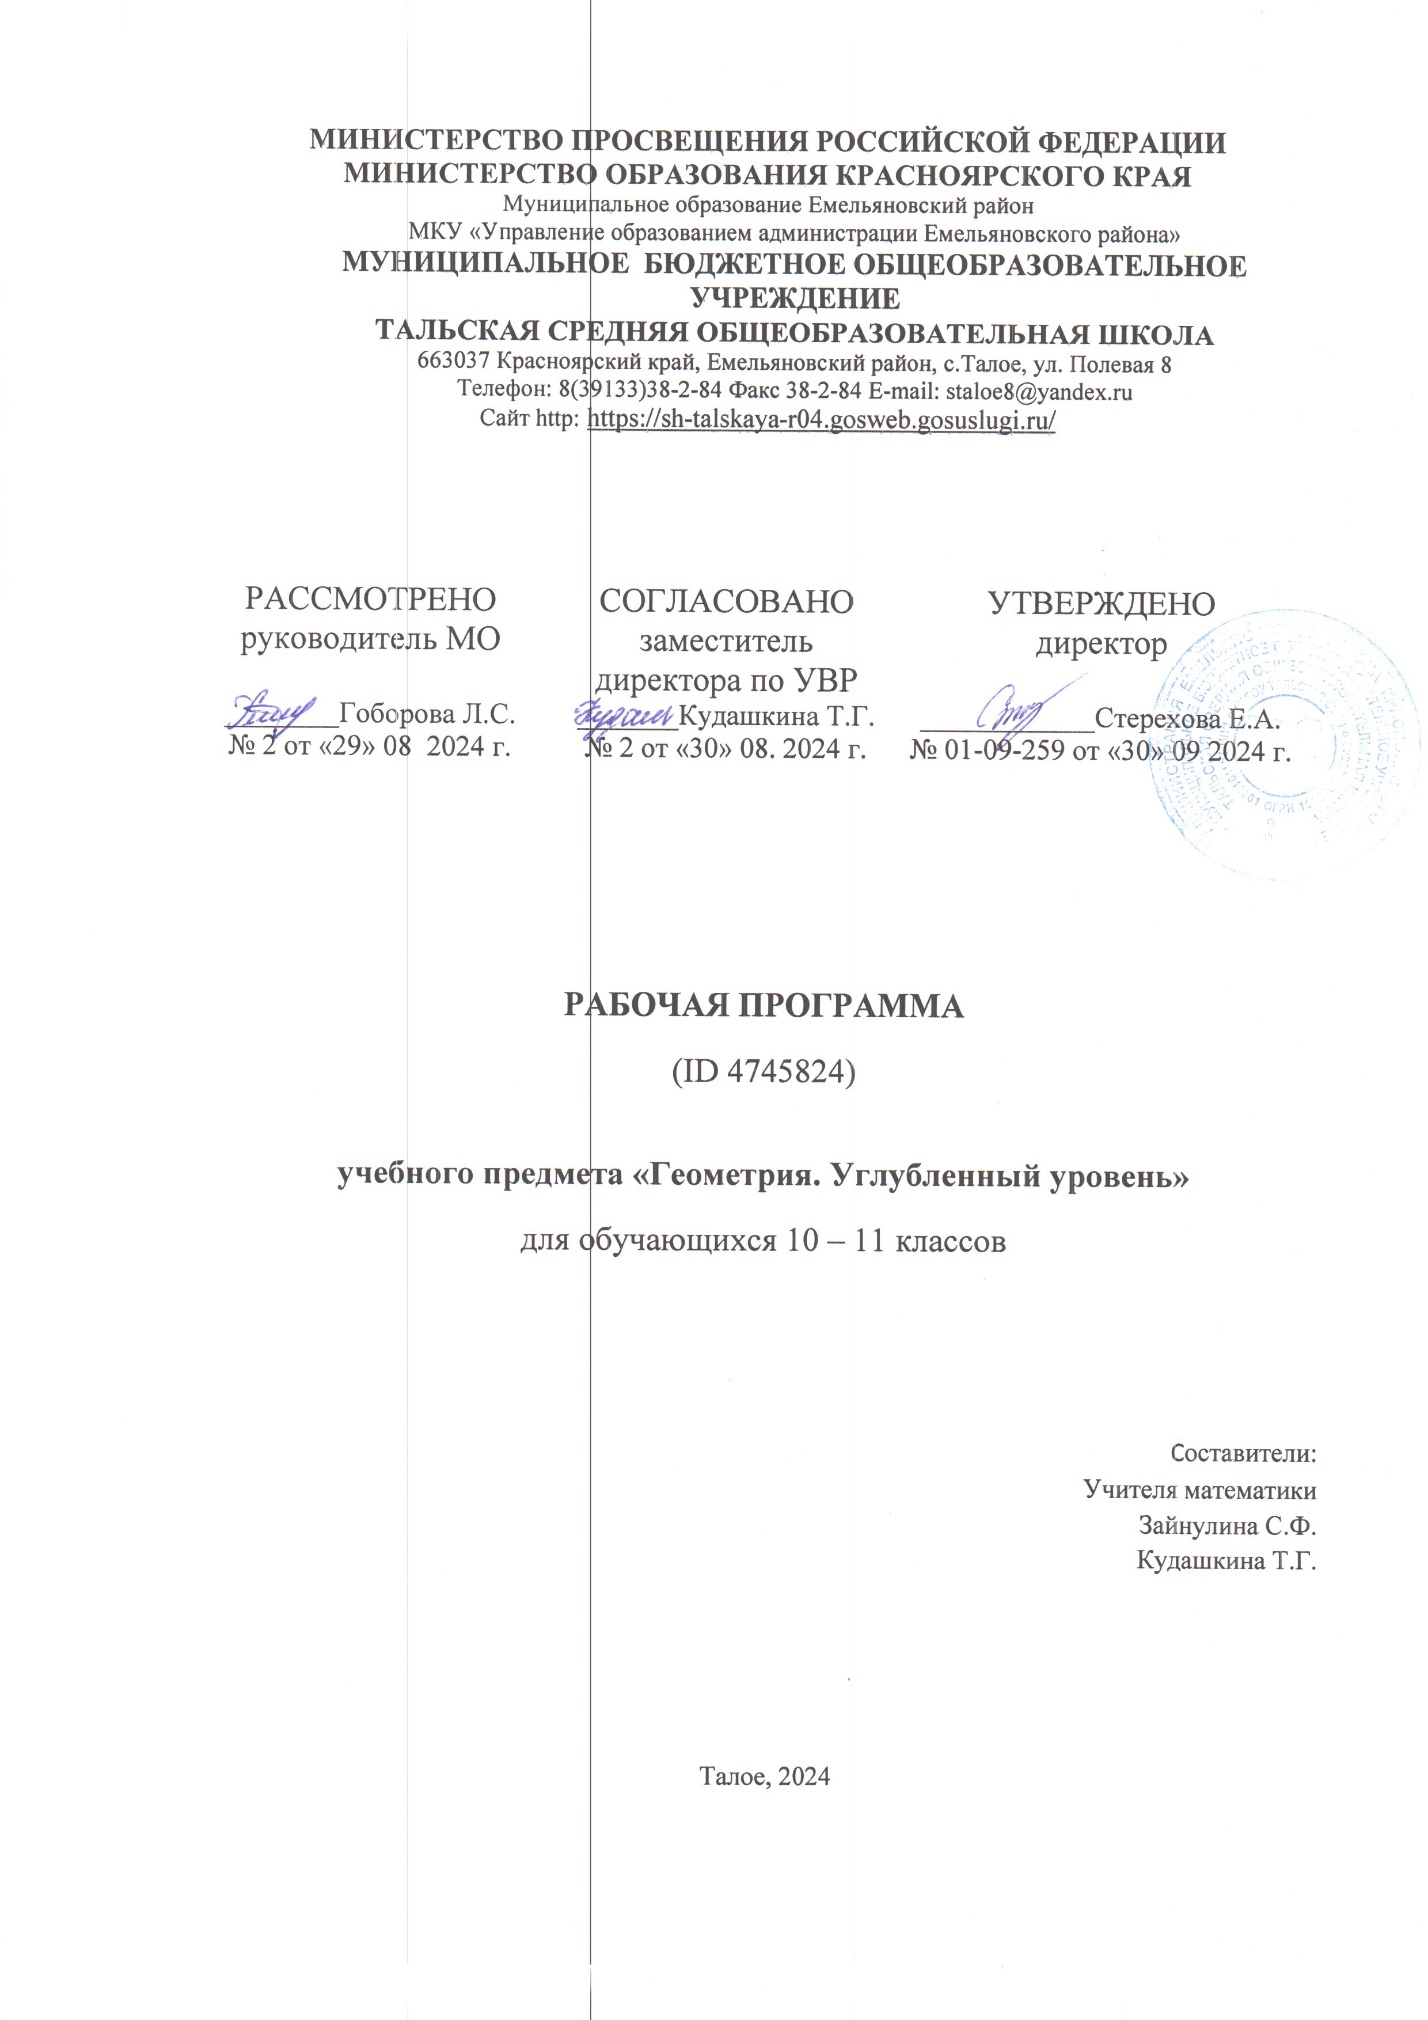 МИНИСТЕРСТВО ПРОСВЕЩЕНИЯ РОССИЙСКОЙ ФЕДЕРАЦИИ
МИНИСТЕРСТВО ОБРАЗОВАНИЯ КРАСНОЯРСКОГО КРАЯ
Муниципальное образование Емельяновский район
МКУ «Управление образованием администрации Емельяновского района»
МУНИЦИПАЛЬНОЕ БЮДЖЕТНОЕ ОБЩЕОБРАЗОВАТЕЛЬНОЕ
УЧРЕЖДЕНИЕ
ТАЛЬСКАЯ СРЕДНЯЯ ОБЩЕОБРАЗОВАТЕЛЬНАЯ ШКОЛА
663037 Красноярский край, Емельяновский район, с.Талое, ул. Полевая 8
Телефон: 8(39133)38-2-84 Факс 38-2-84 E-mail: staloe8@yandex.ru
Сайт http: https://sh-talskaya-r04.gosweb.gosuslugi.ru/
РАССМОТРЕНО
руководитель МО
Гоборова Л.С.
№ 2 от «29» 08 2024 г.
СОГЛАСОВАНО
заместитель
директора по УВР
Кудашкина Т.Г.
№ 2 от «30» 08. 2024 г.
УТВЕРЖДЕНО
директор
Стерехова Е.А.
№ 01-09-259 от «30» 09 2024 г.
РАБОЧАЯ ПРОГРАММА
(ID 4745824)
учебного предмета «Геометрия. Углубленный уровень»
для обучающихся 10 – 11 классов
Составители:
Учителя математики
Зайнулина С.Ф.
Кудашкина Т.Г.
Талое, 2024